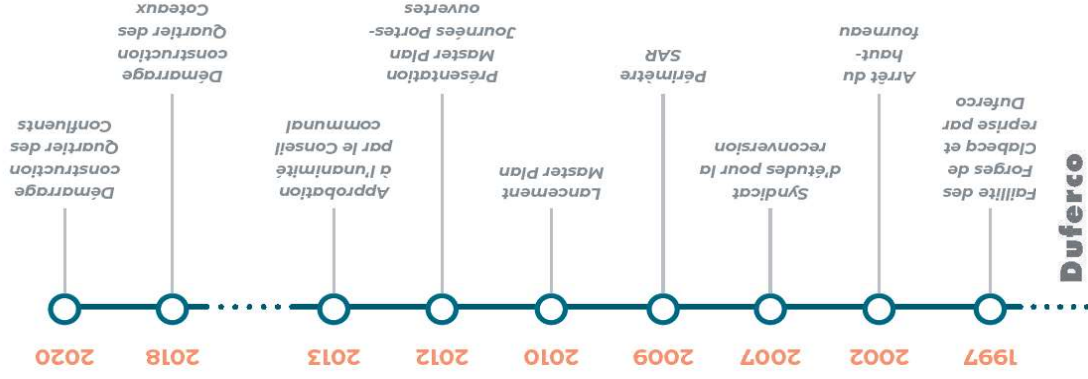 Duferco
1997
Faillite des
Forges de
Clabecq et
reprise par
Duferco
2002
Arrêt du
haut-
fourneau
2007
Syndicat
d'études pour la
reconversion
2009
Périmètre
SAR
2010
Lancement
Master Plan
2012
Présentation
Master Plan
Journées Portes-
ouvertes
2013
Approbation
à l'unanimité
par le Conseil
communal
2018
Démarrage
construction
Quartier des
Coteaux
2020
Démarrage
construction
Quartier des
Confluents